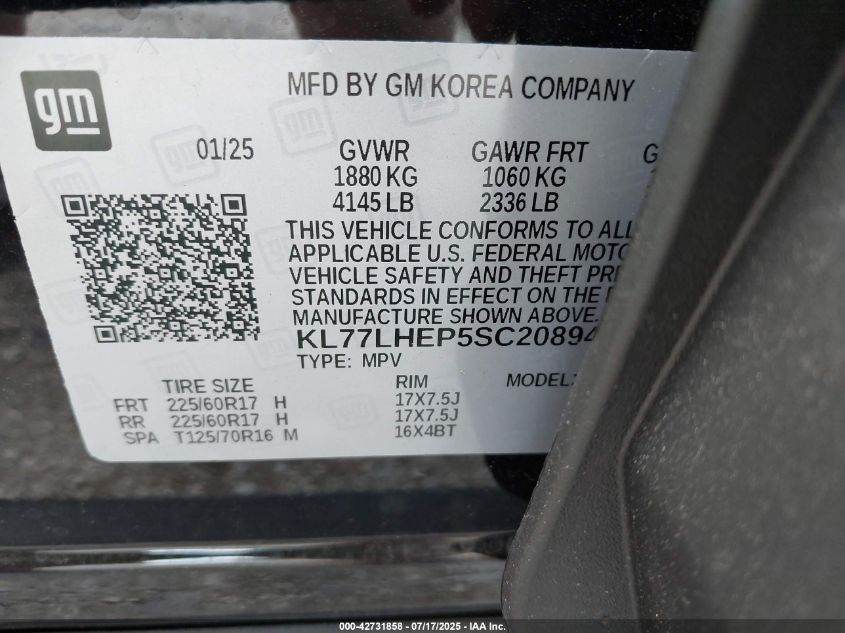 gm
MFD BY GM KOREA COMPANY
01/25 GVWR GAWR FRT
1880 KG 1060 KG
4145 LB 2336 LB
THIS VEHICLE CONFORMS TO ALL
APPLICABLE U.S. FEDERAL
VEHICLE SAFETY AND THEFT
STANDARDS IN EFFECT ON THE
MANUFACTURE SHOWN ABOVE.
KL77LHEP5SC20894
TYPE: MPV
TIRE SIZE RIM MODEL:
FRT 225/60R17 H 17X7.5J
RR 225/60R17 H 17X7.5J
SPA T125/70R16 M 16X4BT
000-42731858 - 07/17/2025 - IAA Inc.